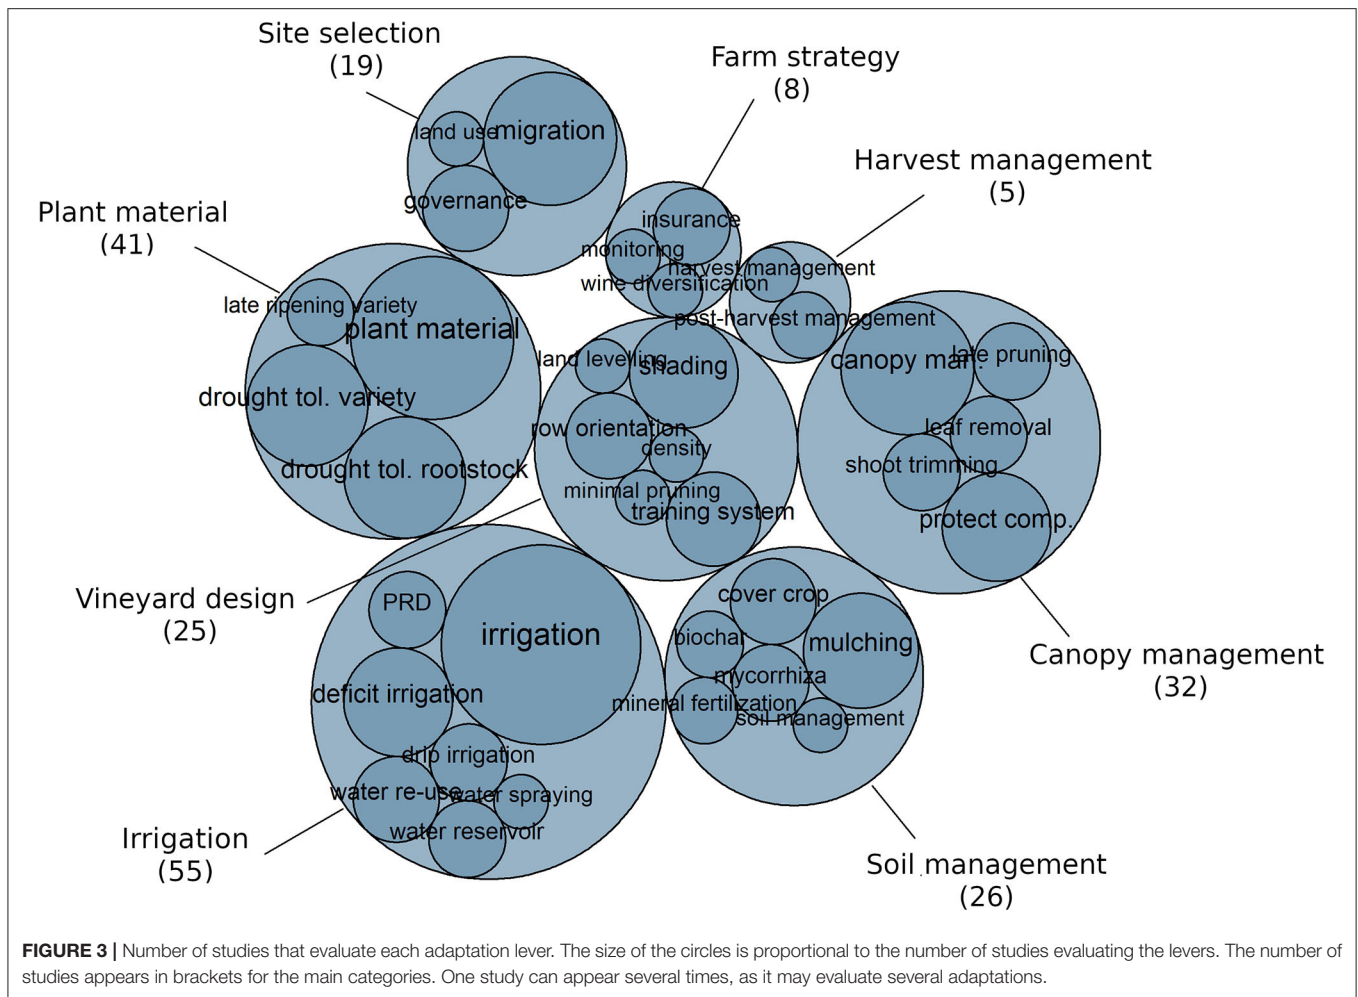 Site selection
(19)
Farm strategy
(8)
Harvest management
(5)
Plant material
(41)
land use
migration
governance
insurance
monitoring
wine diversification
harvest management
post-harvest management
late ripening variety
plant material
drought tol. variety
drought tol. rootstock
land levelling
shading
row orientation
density
minimal pruning
training system
canopy man.
late pruning
leaf removal
shoot trimming
protect comp.
Vineyard design
(25)
PRD
irrigation
deficit irrigation
drip irrigation
water re-use
water spraying
water reservoir
cover crop
biochar
mulching
mycorrhiza
mineral fertilization
soil management
Canopy management
(32)
Irrigation
(55)
Soil management
(26)
FIGURE 3 | Number of studies that evaluate each adaptation lever. The size of the circles is proportional to the number of studies evaluating the levers. The number of
studies appears in brackets for the main categories. One study can appear several times, as it may evaluate several adaptations.